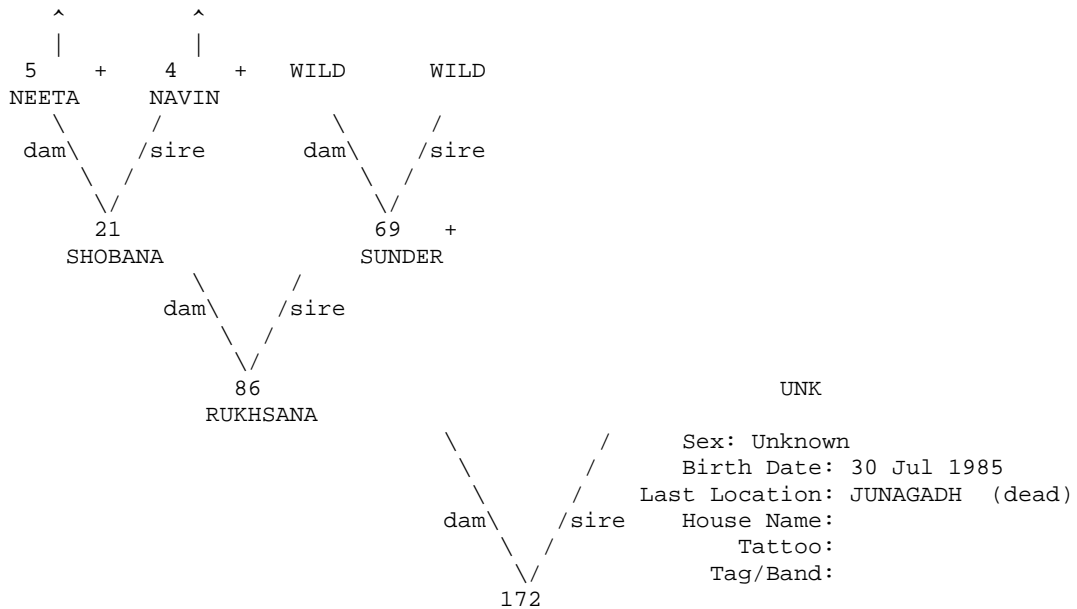 ^ ^
| |
5 + 4 + WILD WILD
NEETA NAVIN
\ / \ /
dam\ /sire dam\ /sire
\ / \ /
\/ \/
21 69 +
SHOBANA SUNDER
\ /
dam\ /sire
\ /
\/
86 UNK
RUKHSANA
\ / Sex: Unknown
\ / Birth Date: 30 Jul 1985
\ / Last Location: JUNAGADH (dead)
dam\ /sire House Name:
\ / Tattoo:
\/ Tag/Band:
172